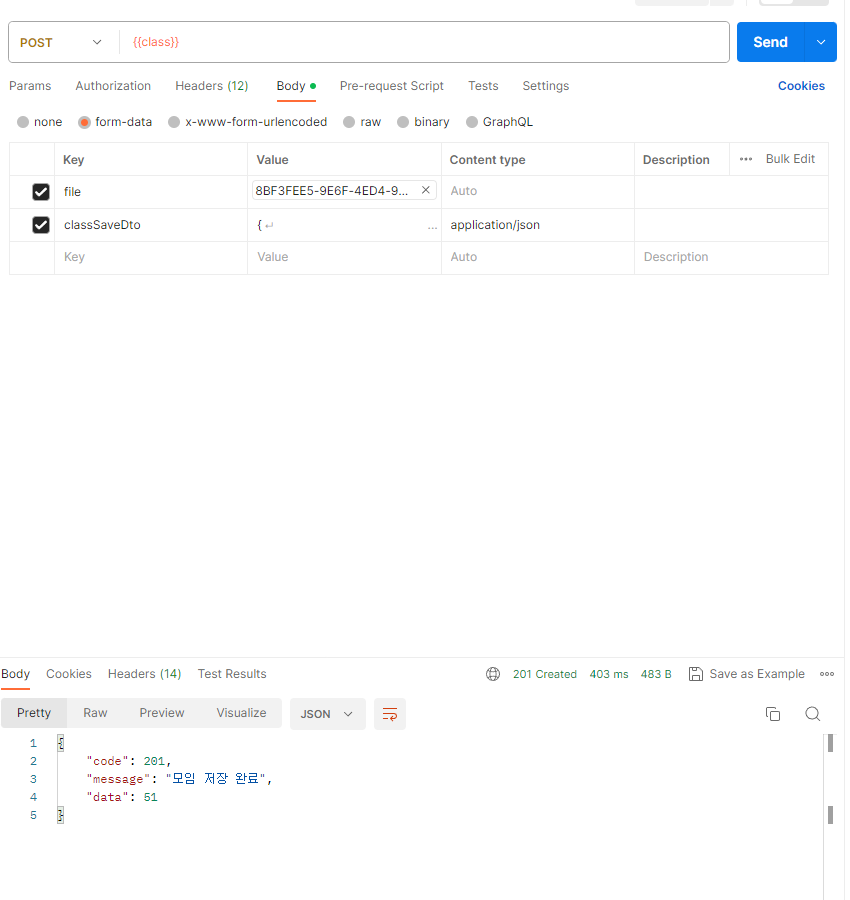 POST {{class}} Send
Params Authorization Headers (12) Body Pre-request Script Tests Settings Cookies
none form-data x-www-form-urlencoded raw binary GraphQL
Key Value Content type Description ••• Bulk Edit
file 8BF3FEE5-9E6F-4ED4-9... × Auto
classSaveDto { ↵ ... application/json
Key Value Auto Description
Body Cookies Headers (14) Test Results 201 Created 403 ms 483 B Save as Example
Pretty Raw Preview Visualize JSON
1 {
2 "code": 201,
3 "message": "모임 저장 완료",
4 "data": 51
5 }